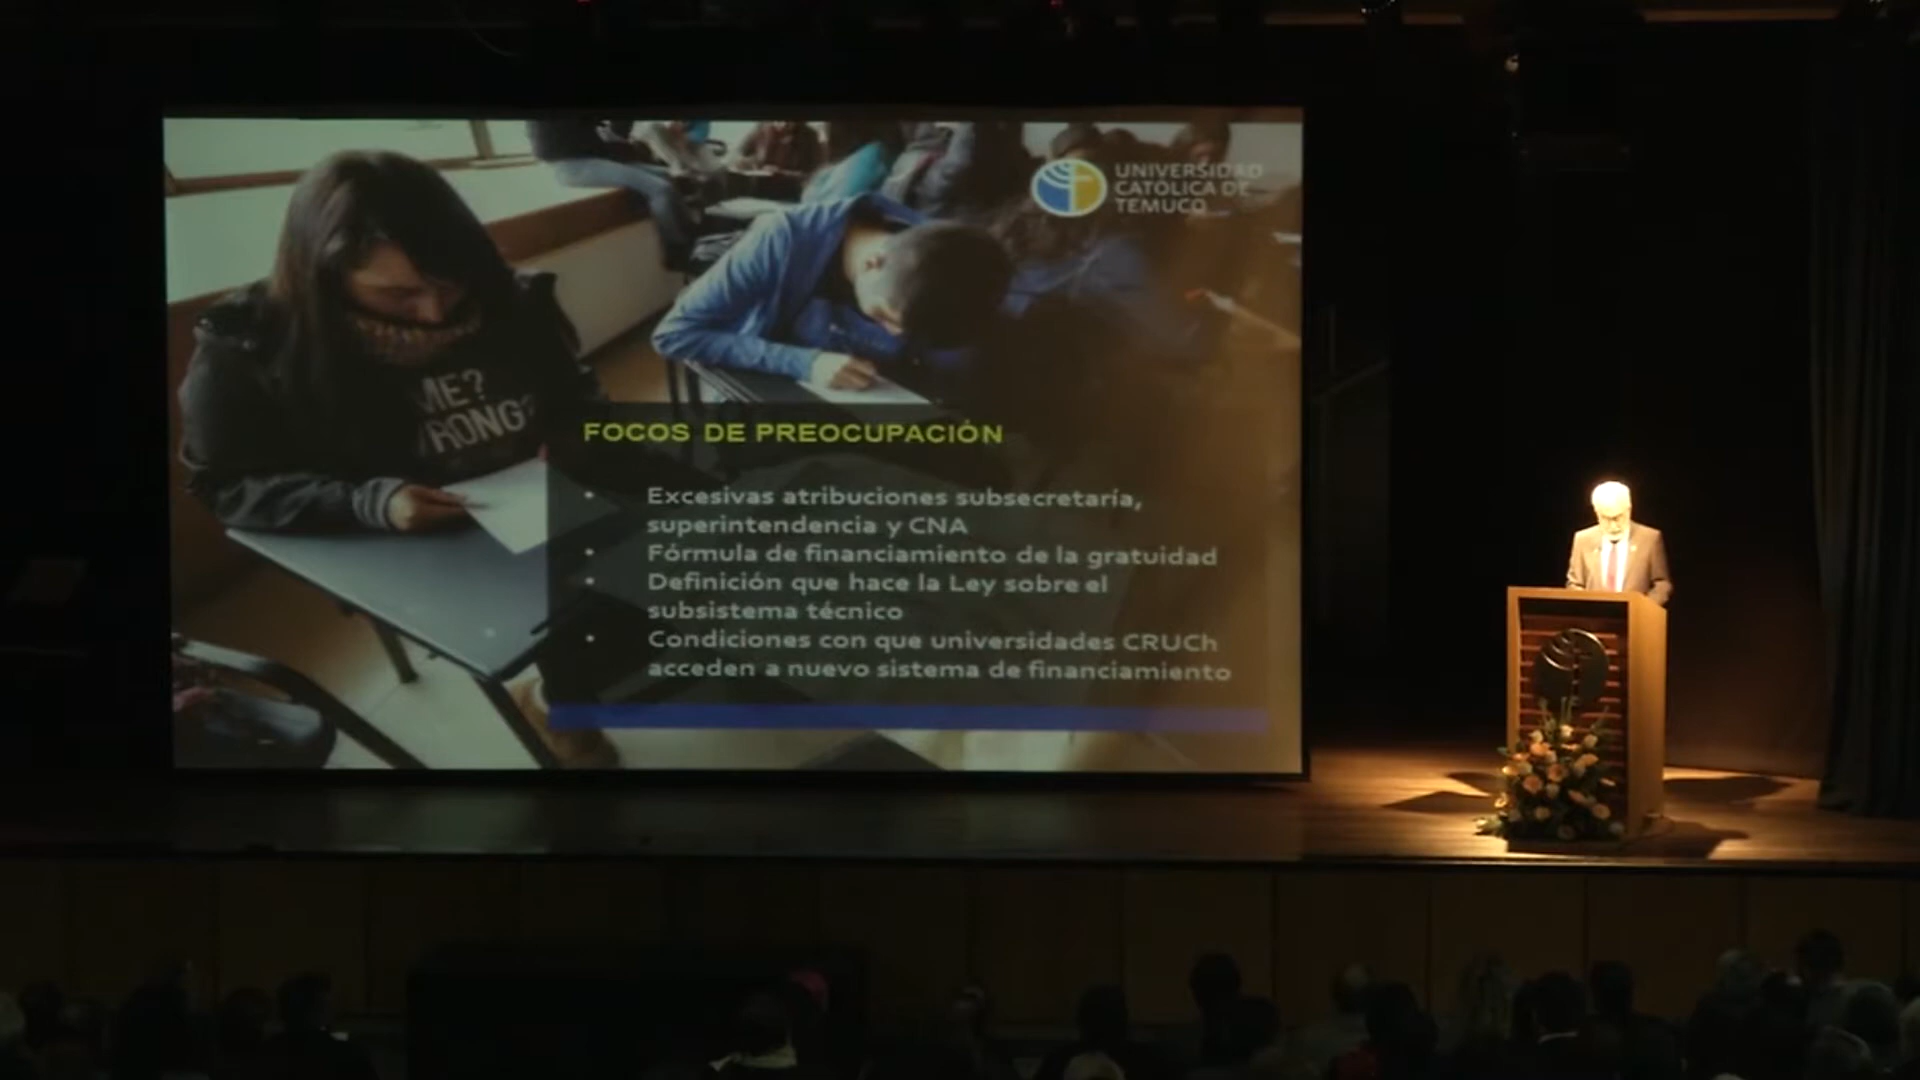 UNIVERSIDAD
CATÓLICA DE
TEMUCO
ME?
WRONG?
FOCOS DE PREOCUPACIÓN
• Excesivas atribuciones subsecretaría,
superintendencia y CNA
• Fórmula de financiamiento de la gratuidad
• Definición que hace la Ley sobre el
subsistema técnico
• Condiciones con que universidades CRUCh
acceden a nuevo sistema de financiamiento